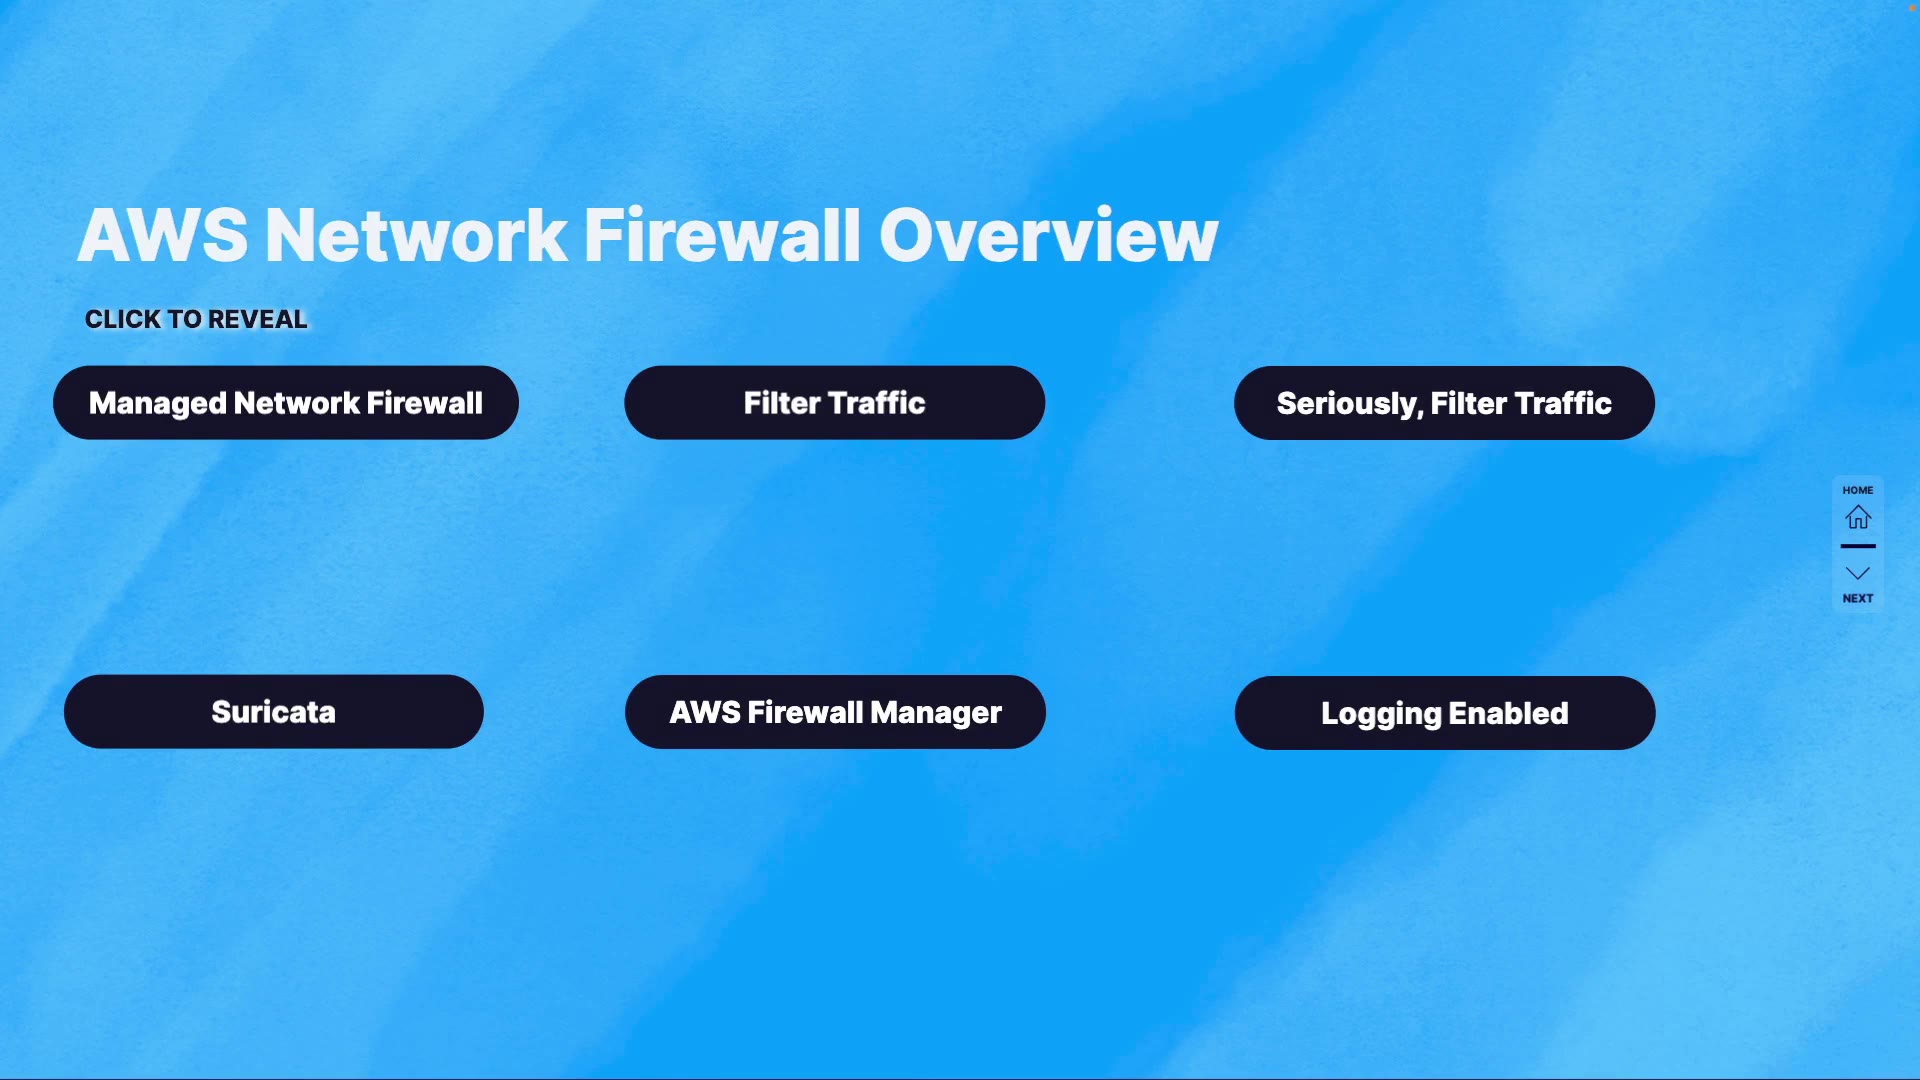 AWS Network Firewall Overview
CLICK TO REVEAL
Managed Network Firewall
Filter Traffic
Seriously, Filter Traffic
HOME
NEXT
Suricata
AWS Firewall Manager
Logging Enabled